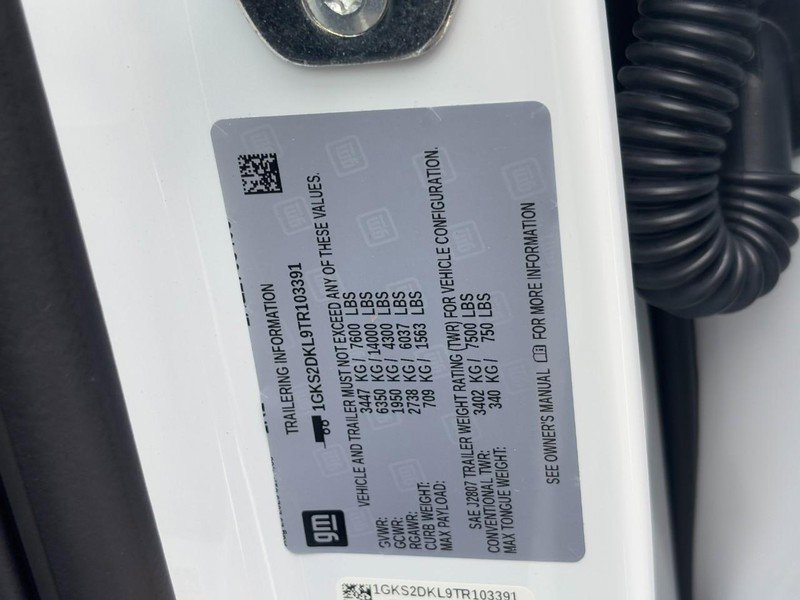 TRAILERING INFORMATION
1GKS2DKL9TR103391
VEHICLE AND TRAILER MUST NOT EXCEED ANY OF THESE VALUES.
GVWR: 3447 KG / 7600 LBS
GCWR: 6350 KG / 14000 LBS
RGAWR: 1950 KG / 4300 LBS
CURB WEIGHT: 2738 KG / 6037 LBS
MAX PAYLOAD: 709 KG / 1563 LBS
SAE J2807 TRAILER WEIGHT RATING (TWR) FOR VEHICLE CONFIGURATION.
CONVENTIONAL TWR: 3402 KG / 7500 LBS
MAX TONGUE WEIGHT: 340 KG / 750 LBS
SEE OWNER'S MANUAL FOR MORE INFORMATION
gm
1GKS2DKL9TR103391